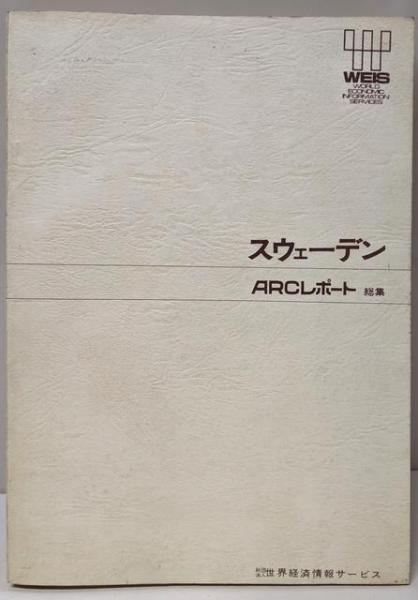 WEIS
WORLD
ECONOMIC
INFORMATION
SERVICES
スウェーデン
ARCレポート 総集
財団法人 世界経済情報サービス